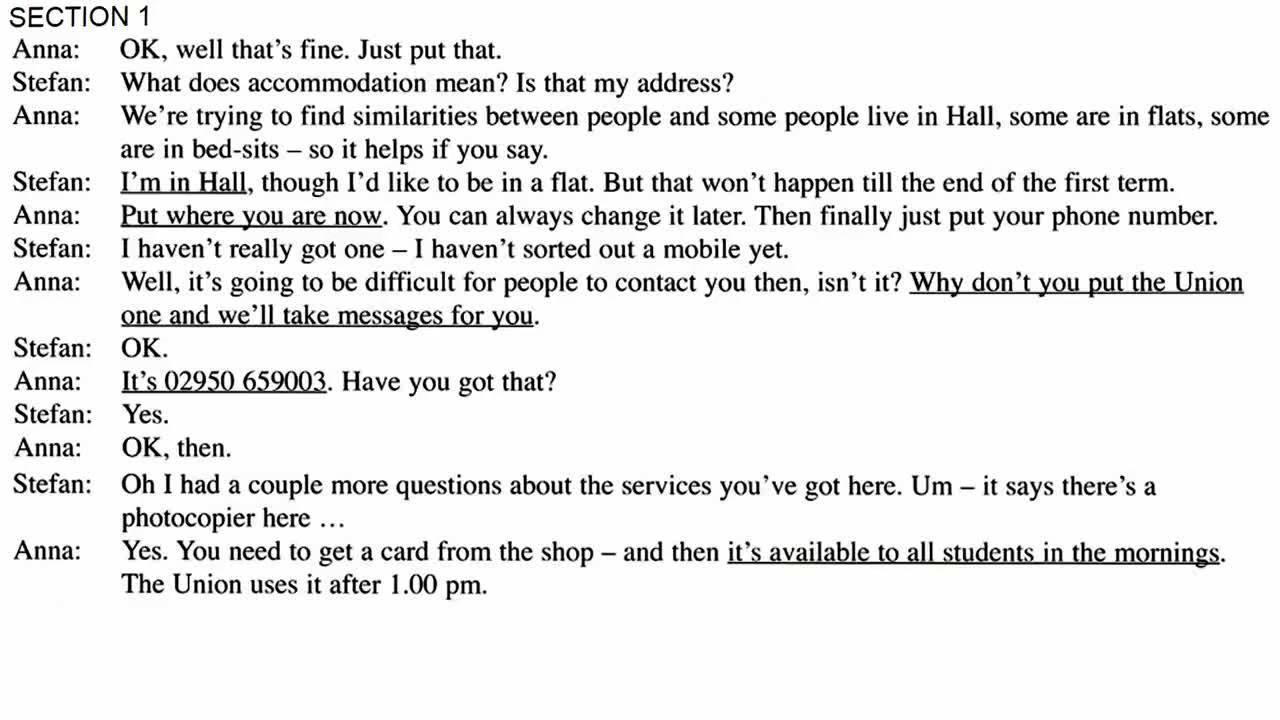 SECTION 1
Anna: OK, well that's fine. Just put that.
Stefan: What does accommodation mean? Is that my address?
Anna: We're trying to find similarities between people and some people live in Hall, some are in flats, some
are in bed-sits – so it helps if you say.
Stefan: I'm in Hall, though I'd like to be in a flat. But that won't happen till the end of the first term.
Anna: Put where you are now. You can always change it later. Then finally just put your phone number.
Stefan: I haven't really got one – I haven't sorted out a mobile yet.
Anna: Well, it's going to be difficult for people to contact you then, isn't it? Why don't you put the Union
one and we'll take messages for you.
Stefan: OK.
Anna: It's 02950 659003. Have you got that?
Stefan: Yes.
Anna: OK, then.
Stefan: Oh I had a couple more questions about the services you've got here. Um – it says there's a
photocopier here …
Anna: Yes. You need to get a card from the shop – and then it's available to all students in the mornings.
The Union uses it after 1.00 pm.